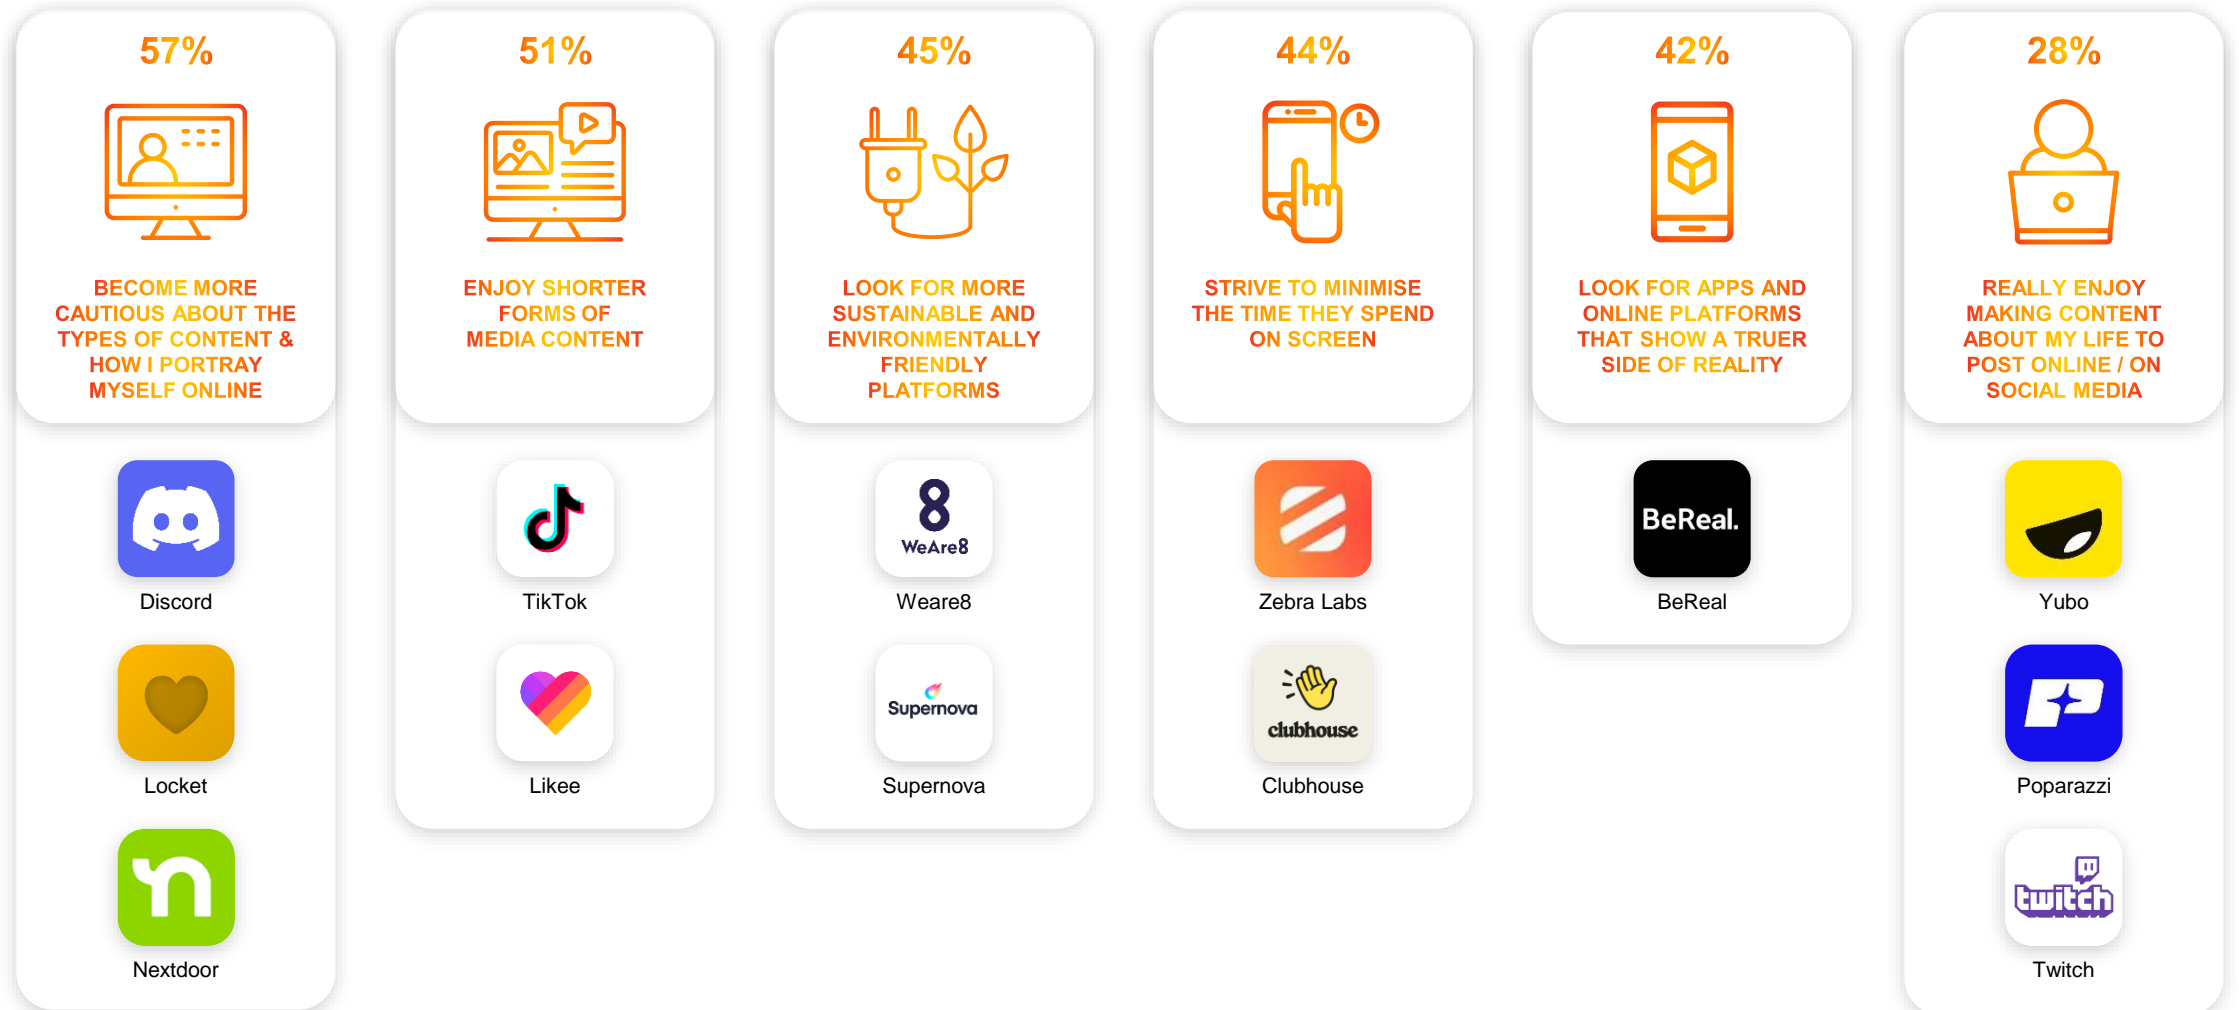 57%
BECOME MORE
CAUTIOUS ABOUT THE
TYPES OF CONTENT &
HOW I PORTRAY
MYSELF ONLINE
Discord
Locket
Nextdoor
51%
ENJOY SHORTER
FORMS OF
MEDIA CONTENT
TikTok
Likee
45%
LOOK FOR MORE
SUSTAINABLE AND
ENVIRONMENTALLY
FRIENDLY
PLATFORMS
8
WeAre8
Weare8
Supernova
Supernova
44%
STRIVE TO MINIMISE
THE TIME THEY SPEND
ON SCREEN
Zebra Labs
clubhouse
Clubhouse
42%
LOOK FOR APPS AND
ONLINE PLATFORMS
THAT SHOW A TRUER
SIDE OF REALITY
BeReal.
BeReal
28%
REALLY ENJOY
MAKING CONTENT
ABOUT MY LIFE TO
POST ONLINE / ON
SOCIAL MEDIA
Yubo
Poparazzi
twitch
Twitch